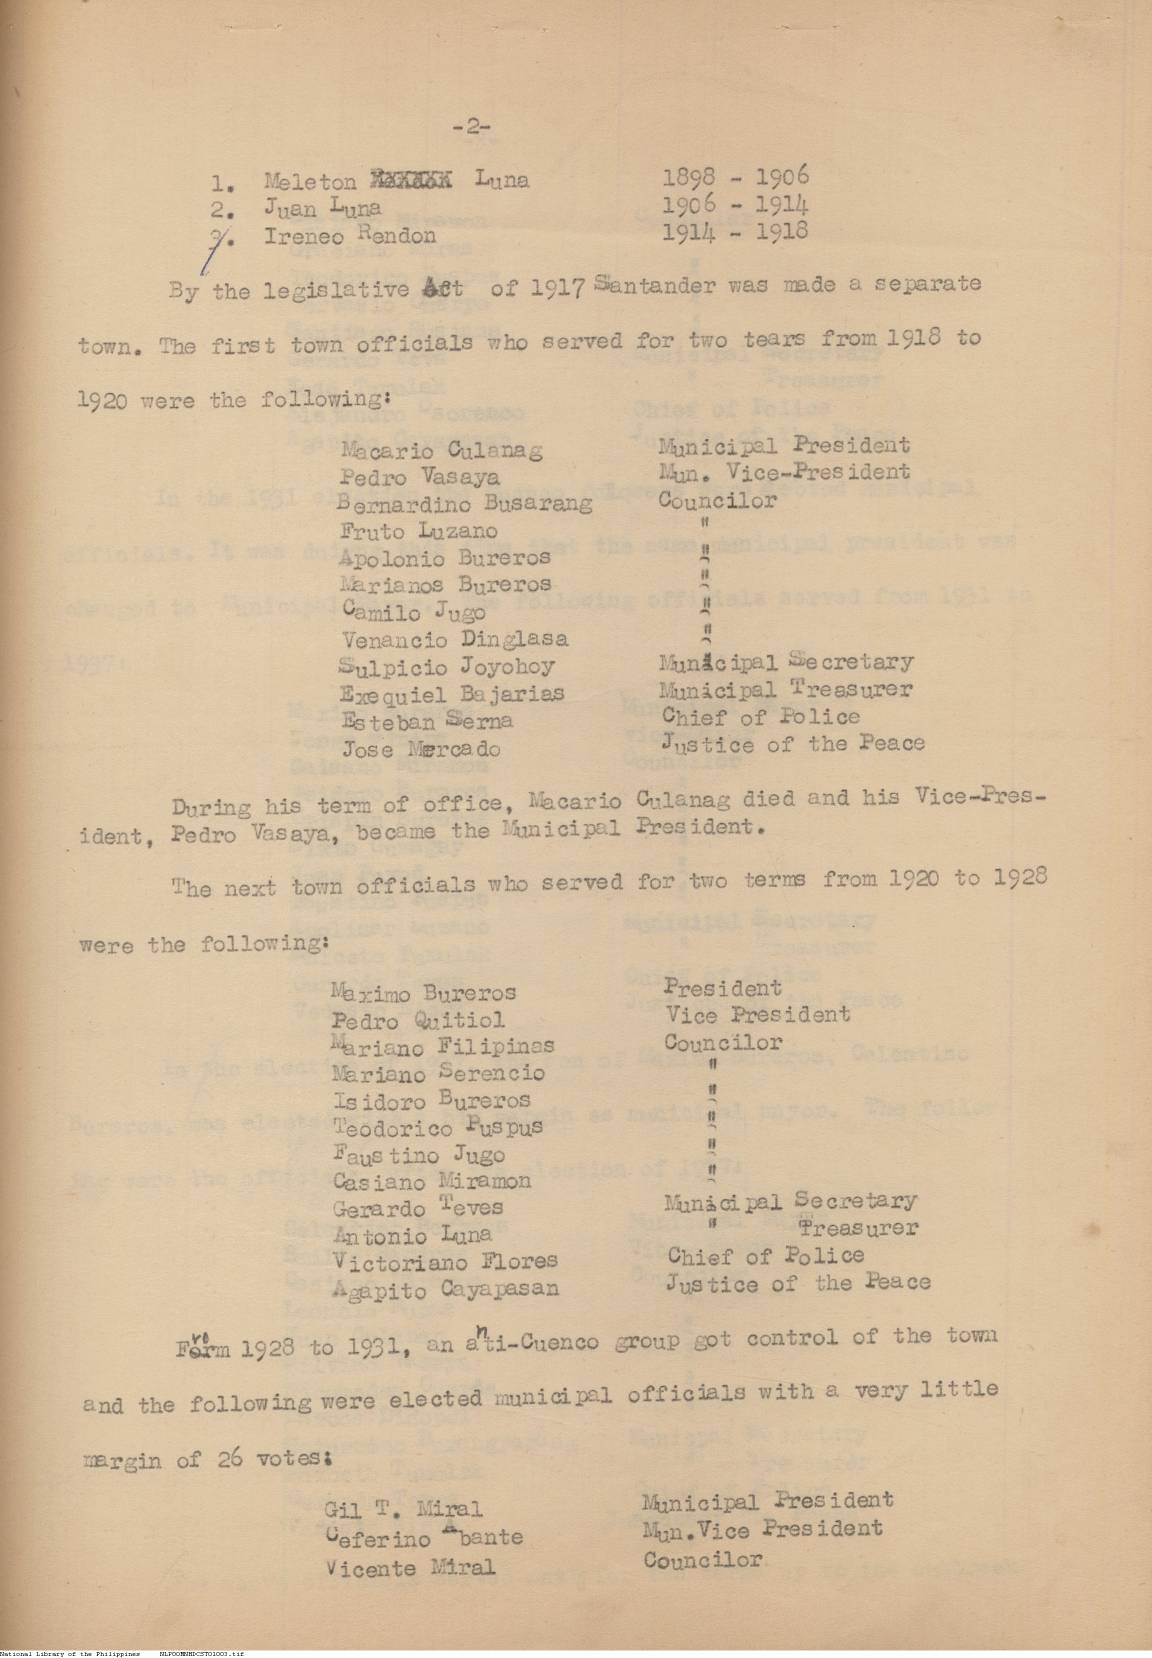 -2-
1. Meleton Luna 1898 - 1906
2. Juan Luna 1906 - 1914
3. Ireneo Rendon 1914 - 1918
By the legislative Act of 1917 Santander was made a separate
town. The first town officials who served for two tears from 1918 to
1920 were the following:
Macario Culanag Municipal President
Pedro Vasaya Mun. Vice-President
Bernardino Busarang Councilor
Fruto Luzano "
Apolonio Bureros "
Marianos Bureros "
Camilo Jugo "
Venancio Dinglasa "
Sulpicio Joyohoy Municipal Secretary
Exequiel Bajarias Municipal Treasurer
Esteban Serna Chief of Police
Jose Mercado Justice of the Peace
During his term of office, Macario Culanag died and his Vice-Pres-
ident, Pedro Vasaya, became the Municipal President.
The next town officials who served for two terms from 1920 to 1928
were the following:
Maximo Bureros President
Pedro Quitiol Vice President
Mariano Filipinas Councilor
Mariano Serencio "
Isidoro Bureros "
Teodorico Puspus "
Faustino Jugo "
Casiano Miramon "
Gerardo Teves Municipal Secretary
Antonio Luna " Treasurer
Victoriano Flores Chief of Police
Agapito Cayapasan Justice of the Peace
From 1928 to 1931, an anti-Cuenco group got control of the town
and the following were elected municipal officials with a very little
margin of 26 votes:
Gil T. Miral Municipal President
Ceferino Abante Mun.Vice President
Vicente Miral Councilor
National Library of the Philippines NLPOOMNHDCST01003.tif